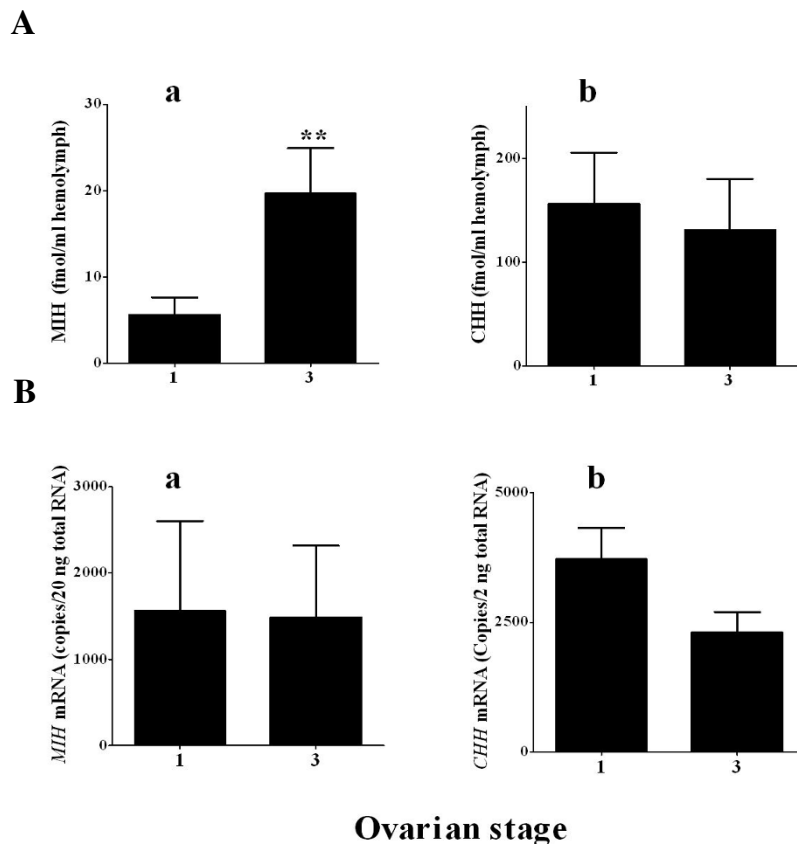 A
a
b
MIH (fmol/ml hemolymph)
30
20
10
0
**
1
3
CHH (fmol/ml hemolymph)
200
100
0
1
3
B
a
b
MIH mRNA (copies/20 ng total RNA)
3000
2000
1000
0
1
3
CHH mRNA (Copies/2 ng total RNA)
5000
2500
0
1
3
Ovarian stage